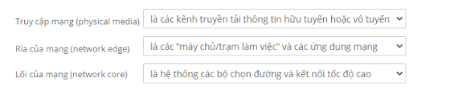 Truy cập mạng (physical media) là các kênh truyền tải thông tin hữu tuyến hoặc vô tuyến
Rìa của mạng (network edge) là các "máy chủ/trạm làm việc" và các ứng dụng mạng
Lõi của mạng (network core) là hệ thống các bộ chọn đường và kết nối tốc độ cao